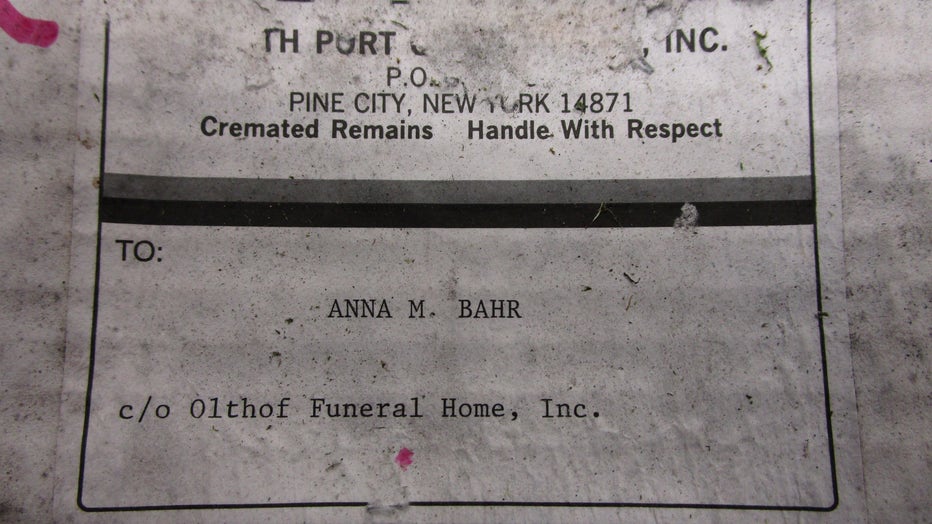 TH PORT , INC.
P.O.
PINE CITY, NEW YORK 14871
Cremated Remains Handle With Respect
TO:
ANNA M. BAHR
c/o Olthof Funeral Home, Inc.